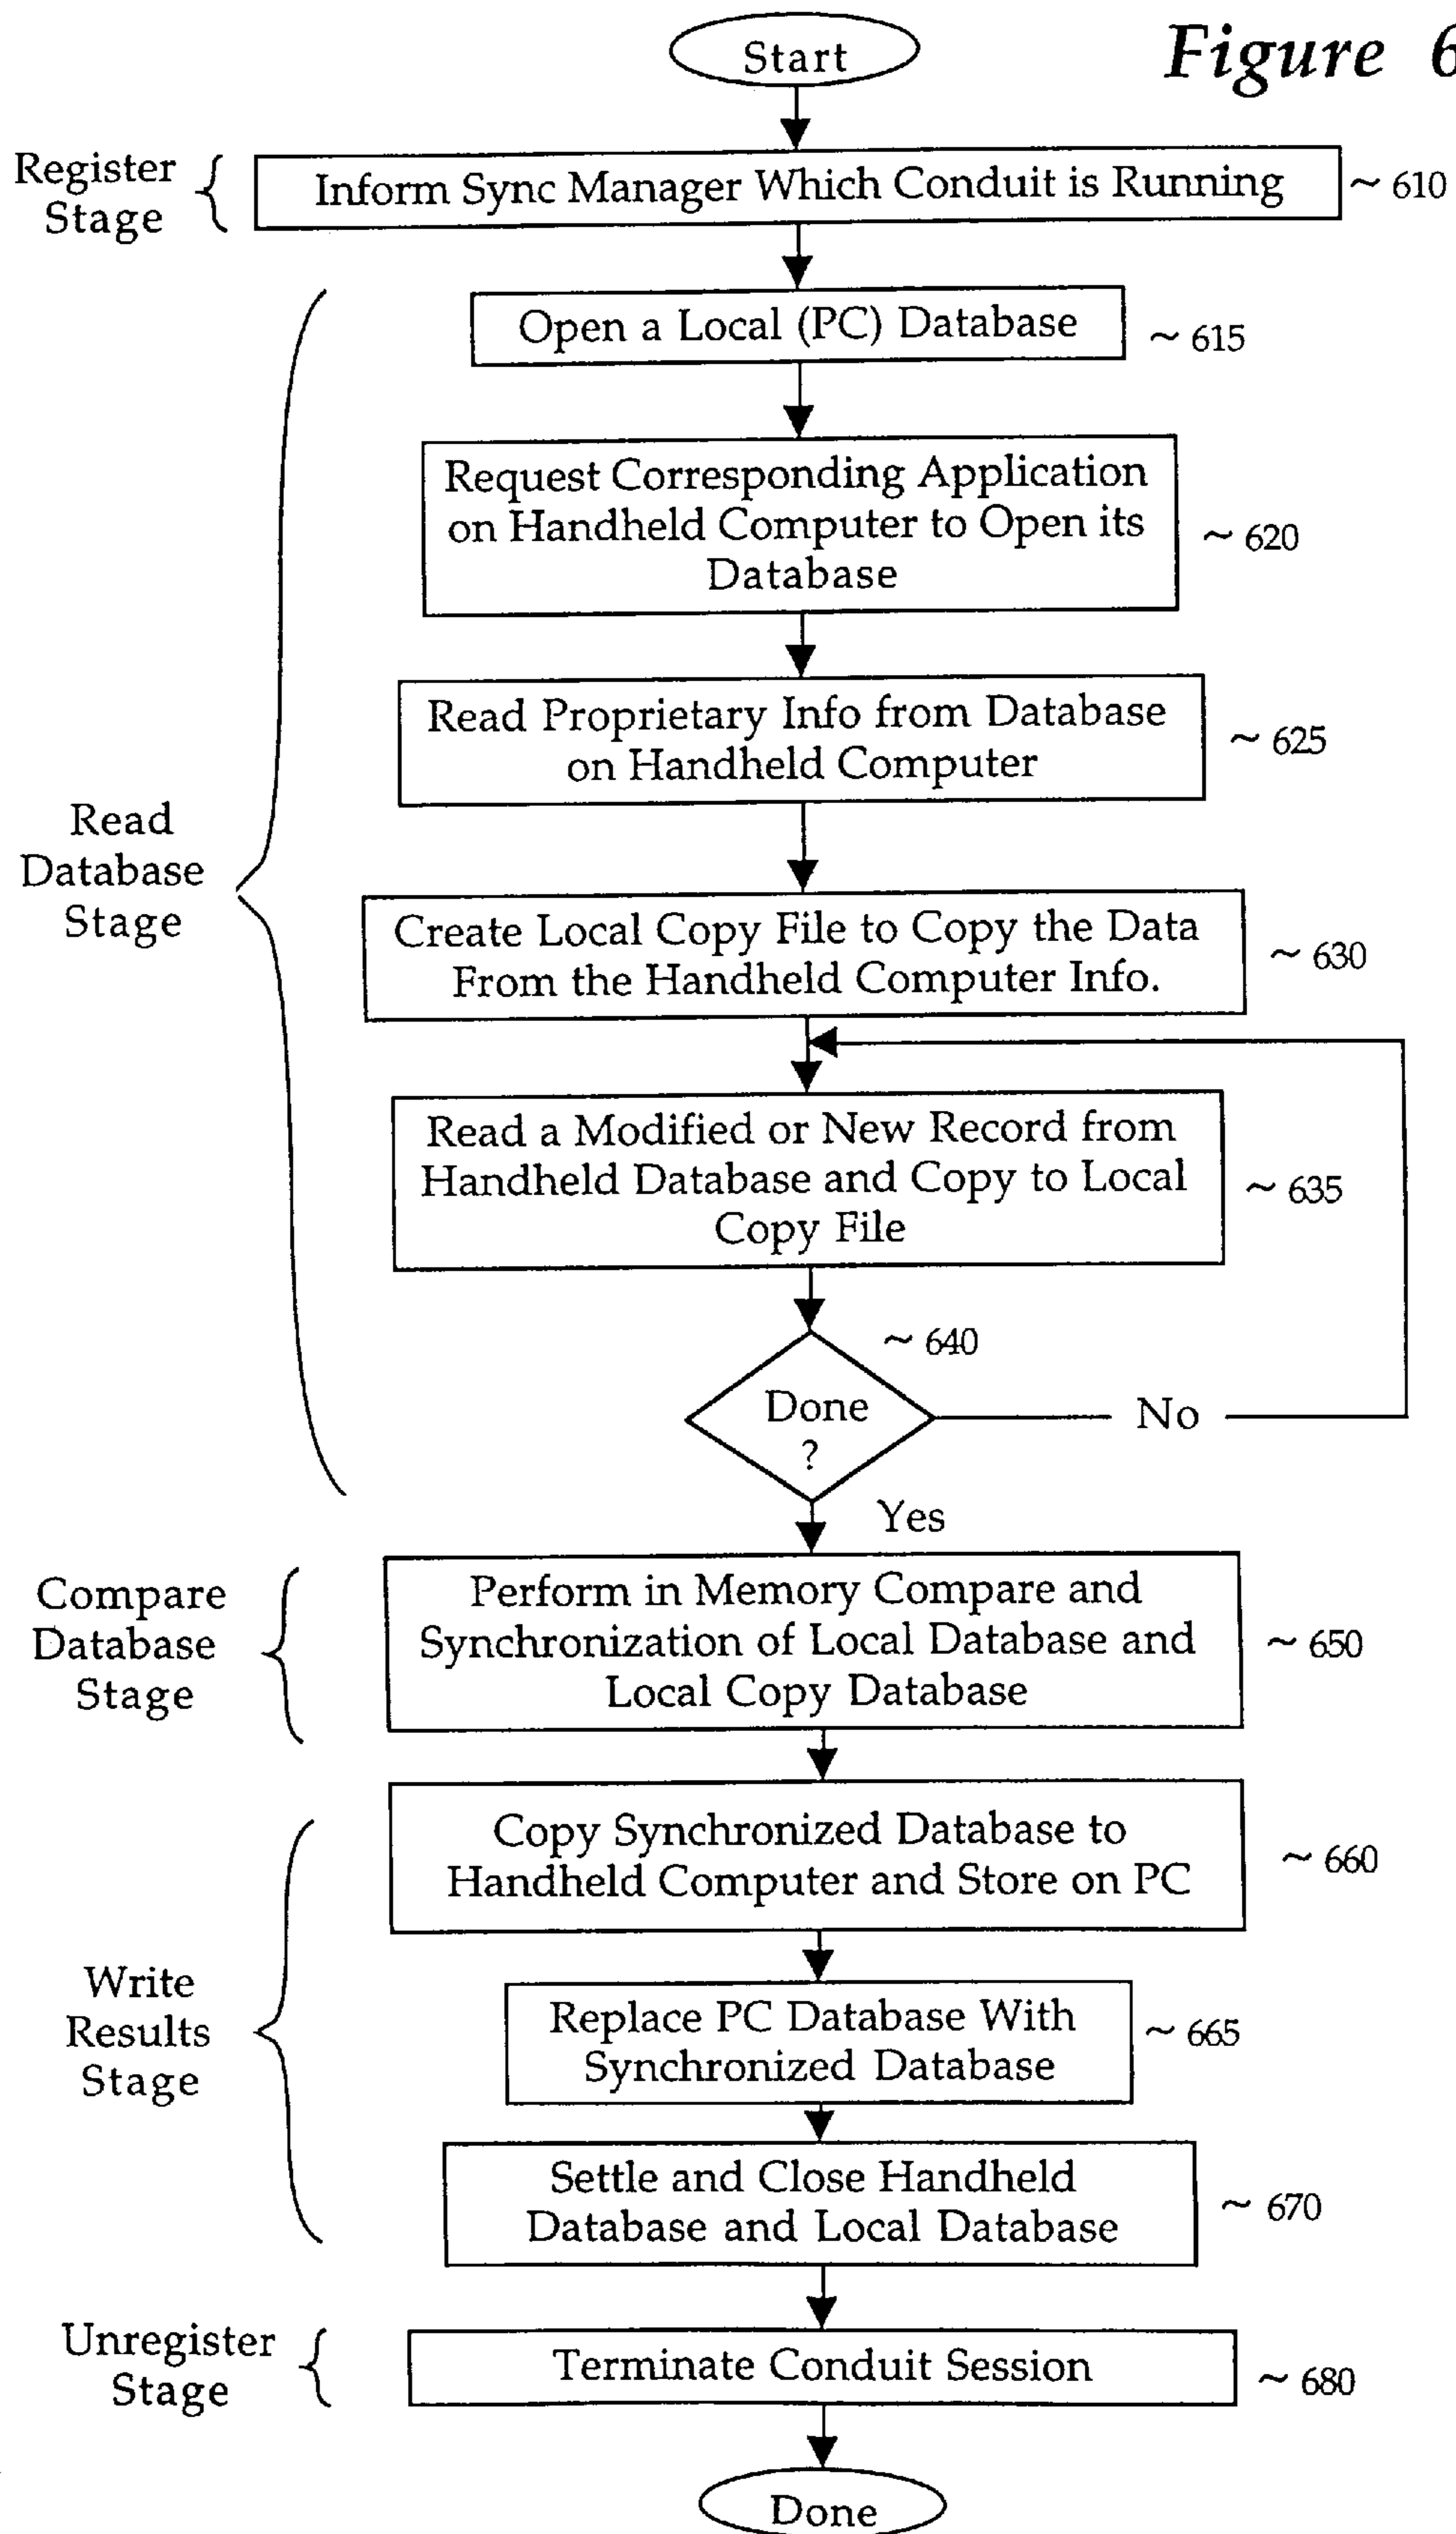 Figure 6
Start
Register
Stage
Inform Sync Manager Which Conduit is Running
~ 610
Open a Local (PC) Database
~ 615
Request Corresponding Application
on Handheld Computer to Open its
Database
~ 620
Read Proprietary Info from Database
on Handheld Computer
~ 625
Read
Database
Stage
Create Local Copy File to Copy the Data
From the Handheld Computer Info.
~ 630
Read a Modified or New Record from
Handheld Database and Copy to Local
Copy File
~ 635
~ 640
Done
?
No
Yes
Compare
Database
Stage
Perform in Memory Compare and
Synchronization of Local Database and
Local Copy Database
~ 650
Copy Synchronized Database to
Handheld Computer and Store on PC
~ 660
Write
Results
Stage
Replace PC Database With
Synchronized Database
~ 665
Settle and Close Handheld
Database and Local Database
~ 670
Unregister
Stage
Terminate Conduit Session
~ 680
Done